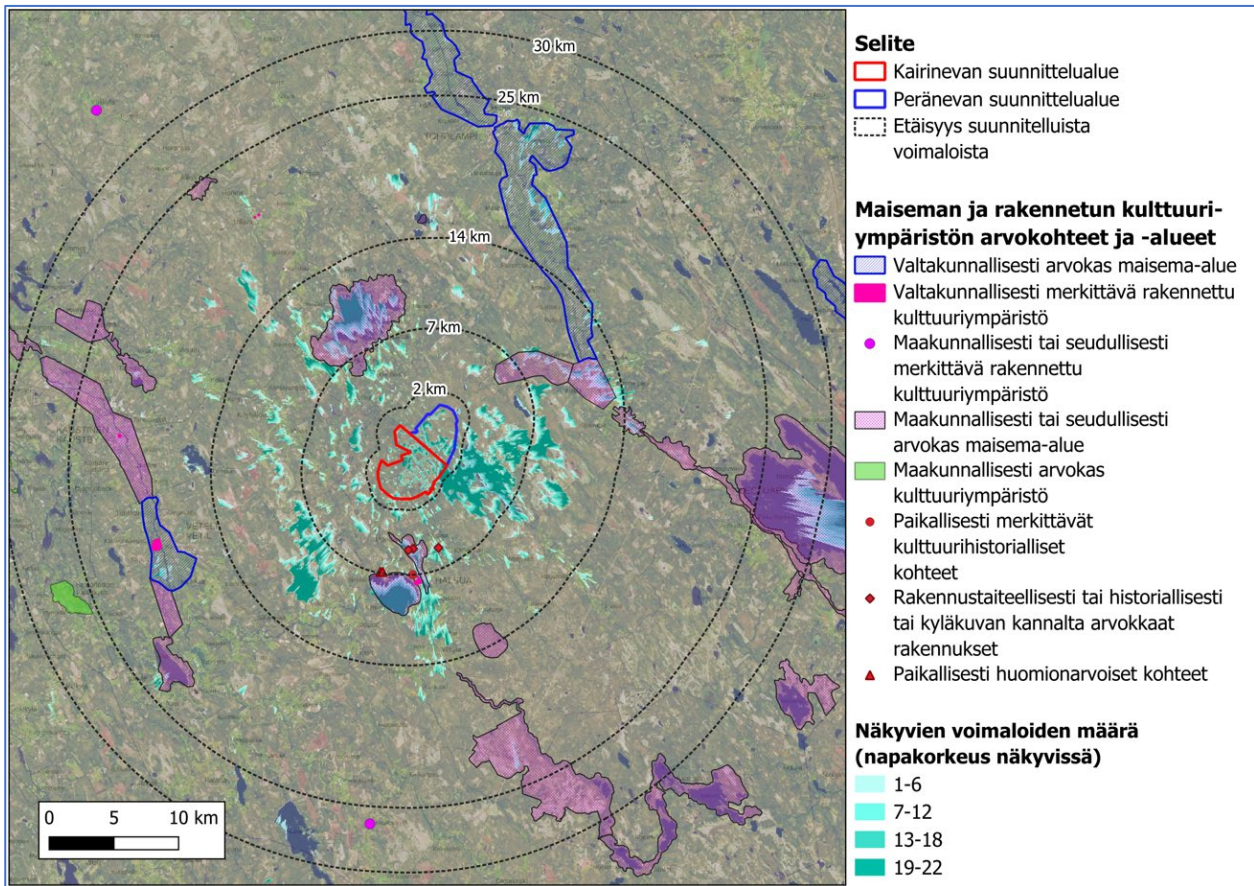 30 km
25 km
14 km
7 km
2 km
TOHOLAMPI
HALSUA
0 5 10 km
Selite
Kairinevan suunnittelualue
Peränevan suunnittelualue
Etäisyys suunnitelluista
voimaloista
Maiseman ja rakennetun kulttuuri-
ympäristön arvokohteet ja -alueet
Valtakunnallisesti arvokas maisema-alue
Valtakunnallisesti merkittävä rakennettu
kulttuuriympäristö
Maakunnallisesti tai seudullisesti
merkittävä rakennettu
kulttuuriympäristö
Maakunnallisesti tai seudullisesti
arvokas maisema-alue
Maakunnallisesti arvokas
kulttuuriympäristö
Paikallisesti merkittävät
kulttuurihistorialliset
kohteet
Rakennustaiteellisesti tai historiallisesti
tai kyläkuvan kannalta arvokkaat
rakennukset
Paikallisesti huomionarvoiset kohteet
Näkyvien voimaloiden määrä
(napakorkeus näkyvissä)
1-6
7-12
13-18
19-22